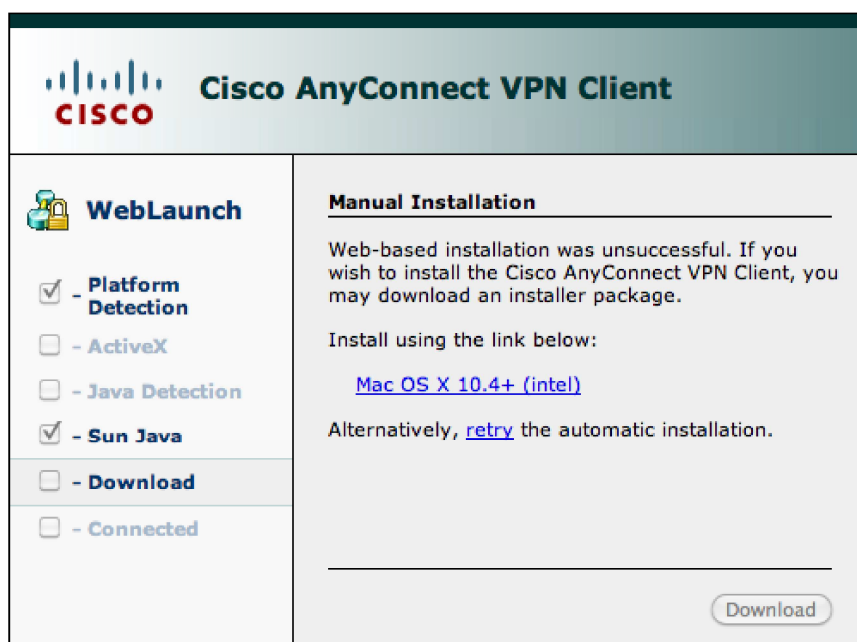 CISCO
Cisco AnyConnect VPN Client
WebLaunch
- Platform
Detection
- ActiveX
- Java Detection
- Sun Java
- Download
- Connected
Manual Installation
Web-based installation was unsuccessful. If you
wish to install the Cisco AnyConnect VPN Client, you
may download an installer package.
Install using the link below:
Mac OS X 10.4+ (intel)
Alternatively, retry the automatic installation.
Download